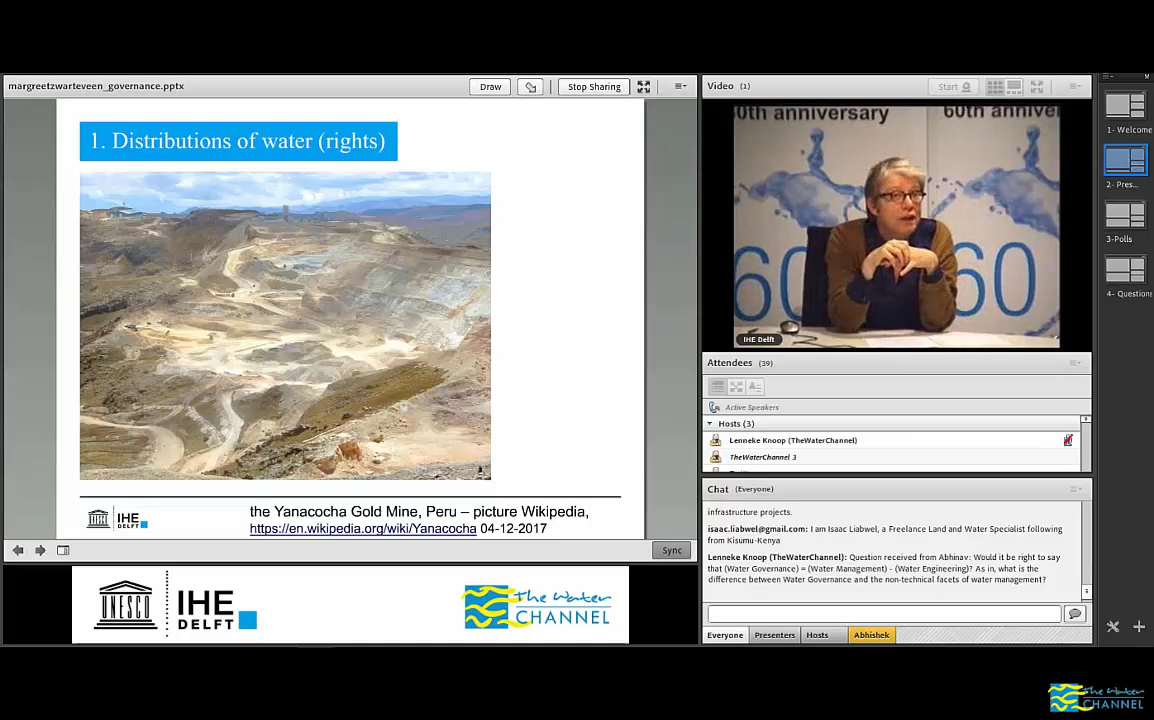 margreetzwarteveen_governance.pptx
Draw
Stop Sharing
1. Distributions of water (rights)
UNESCO
IHE
DELFT
the Yanacocha Gold Mine, Peru – picture Wikipedia,
https://en.wikipedia.org/wiki/Yanacocha 04-12-2017
Sync
UNESCO
IHE
DELFT
The Water
CHANNEL
Video (1)
Start
60th anniversary
60th anniver
60
60
IHE Delft
Attendees (39)
Active Speakers
Hosts (3)
Lenneke Knoop (TheWaterChannel)
TheWaterChannel 3
Chat (Everyone)
infrastructure projects.
isaac.liabwel@gmail.com: I am Isaac Liabwel, a Freelance Land and Water Specialist following
from Kisumu-Kenya
Lenneke Knoop (TheWaterChannel): Question received from Abhinav: Would it be right to say
that (Water Governance) = (Water Management) - (Water Engineering)? As in, what is the
difference between Water Governance and the non-technical facets of water management?
Everyone
Presenters
Hosts
Abhishek
1- Welcome
2- Pres...
3-Polls
4- Questions
The Water
CHANNEL